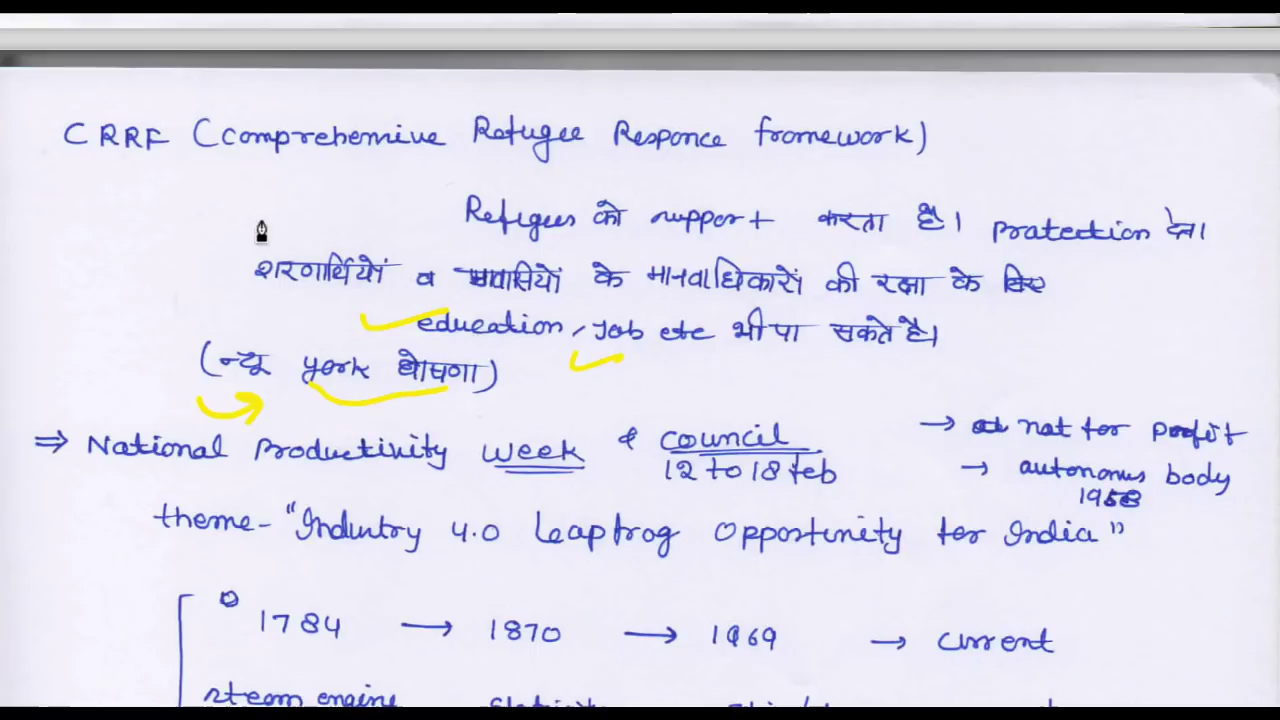 CRRF (comprehensive Refugee Responce framework)
Refigees को support करता है। protection देना।
शरणार्थियों व प्रवासियों के मानवाधिकारों की रक्षा के लिए
education, job etc भी पा सकते है।
(न्यू york घोषणा)
⇒ National Productivity week & council → not for profit
12 to 18 feb → autonomus body
1958
theme - "Industry 4.0 Leapfrog Opportunity for India"
1784 → 1870 → 1969 → current
steam engine